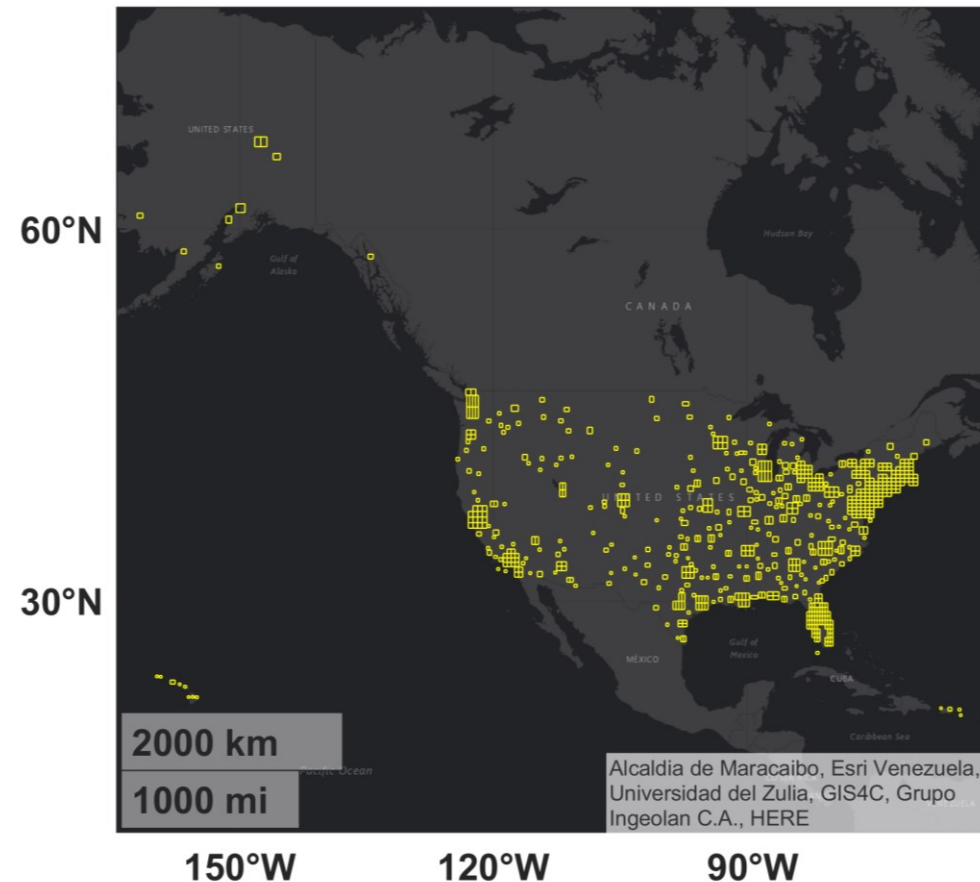 UNITED STATES
60°N
Gulf of
Alaska
Hudson Bay
CANADA
UNITED STATES
30°N
Gulf of
Mexico
MÉXICO
CUBA
2000 km
Caribbean Sea
Pacific Ocean
1000 mi
Alcaldia de Maracaibo, Esri Venezuela,
Universidad del Zulia, GIS4C, Grupo
Ingeolan C.A., HERE
150°W 120°W 90°W